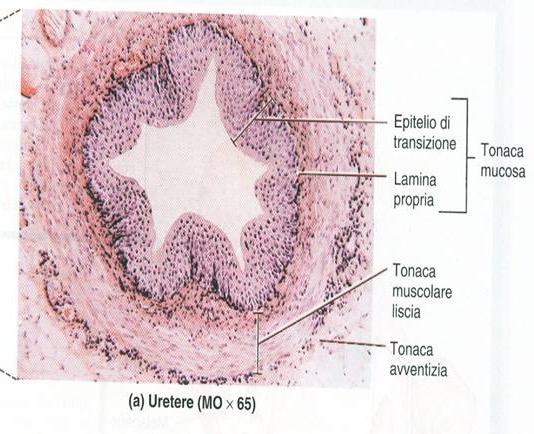 Epitelio di
transizione
Tonaca
mucosa
Lamina
propria
Tonaca
muscolare
liscia
Tonaca
avventizia
(a) Uretere (MO × 65)